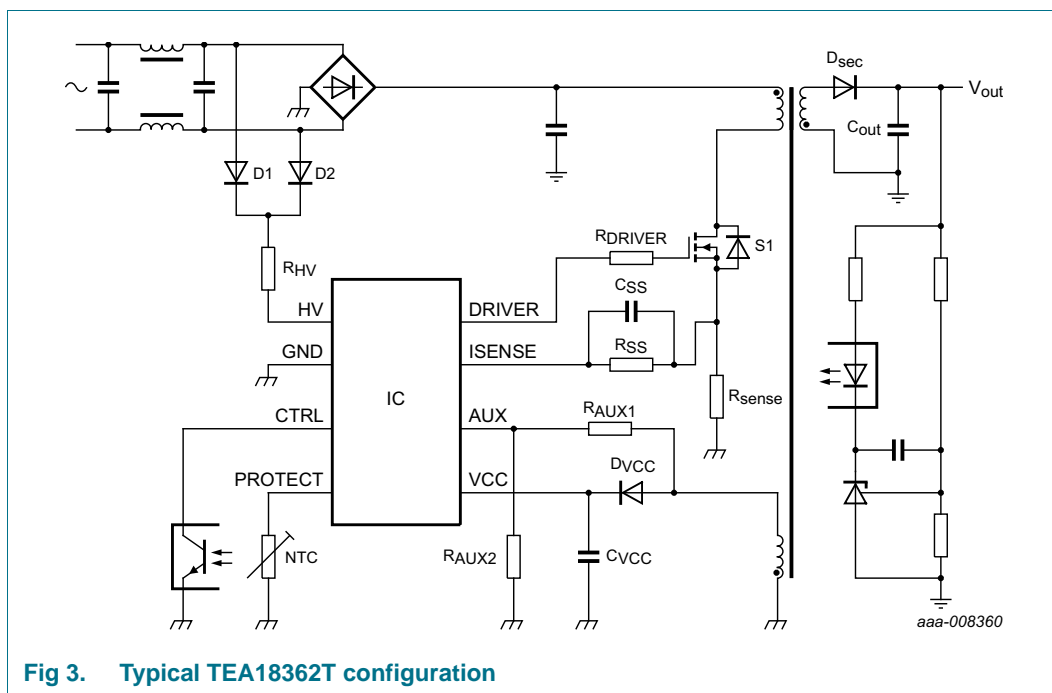 Dsec
Vout
Cout
D1
D2
RDRIVER
S1
RHV
CSS
HV
DRIVER
RSS
GND
ISENSE
IC
Rsense
CTRL
AUX
RAUX1
PROTECT
VCC
DVCC
NTC
RAUX2
CVCC
aaa-008360
Fig 3. Typical TEA18362T configuration